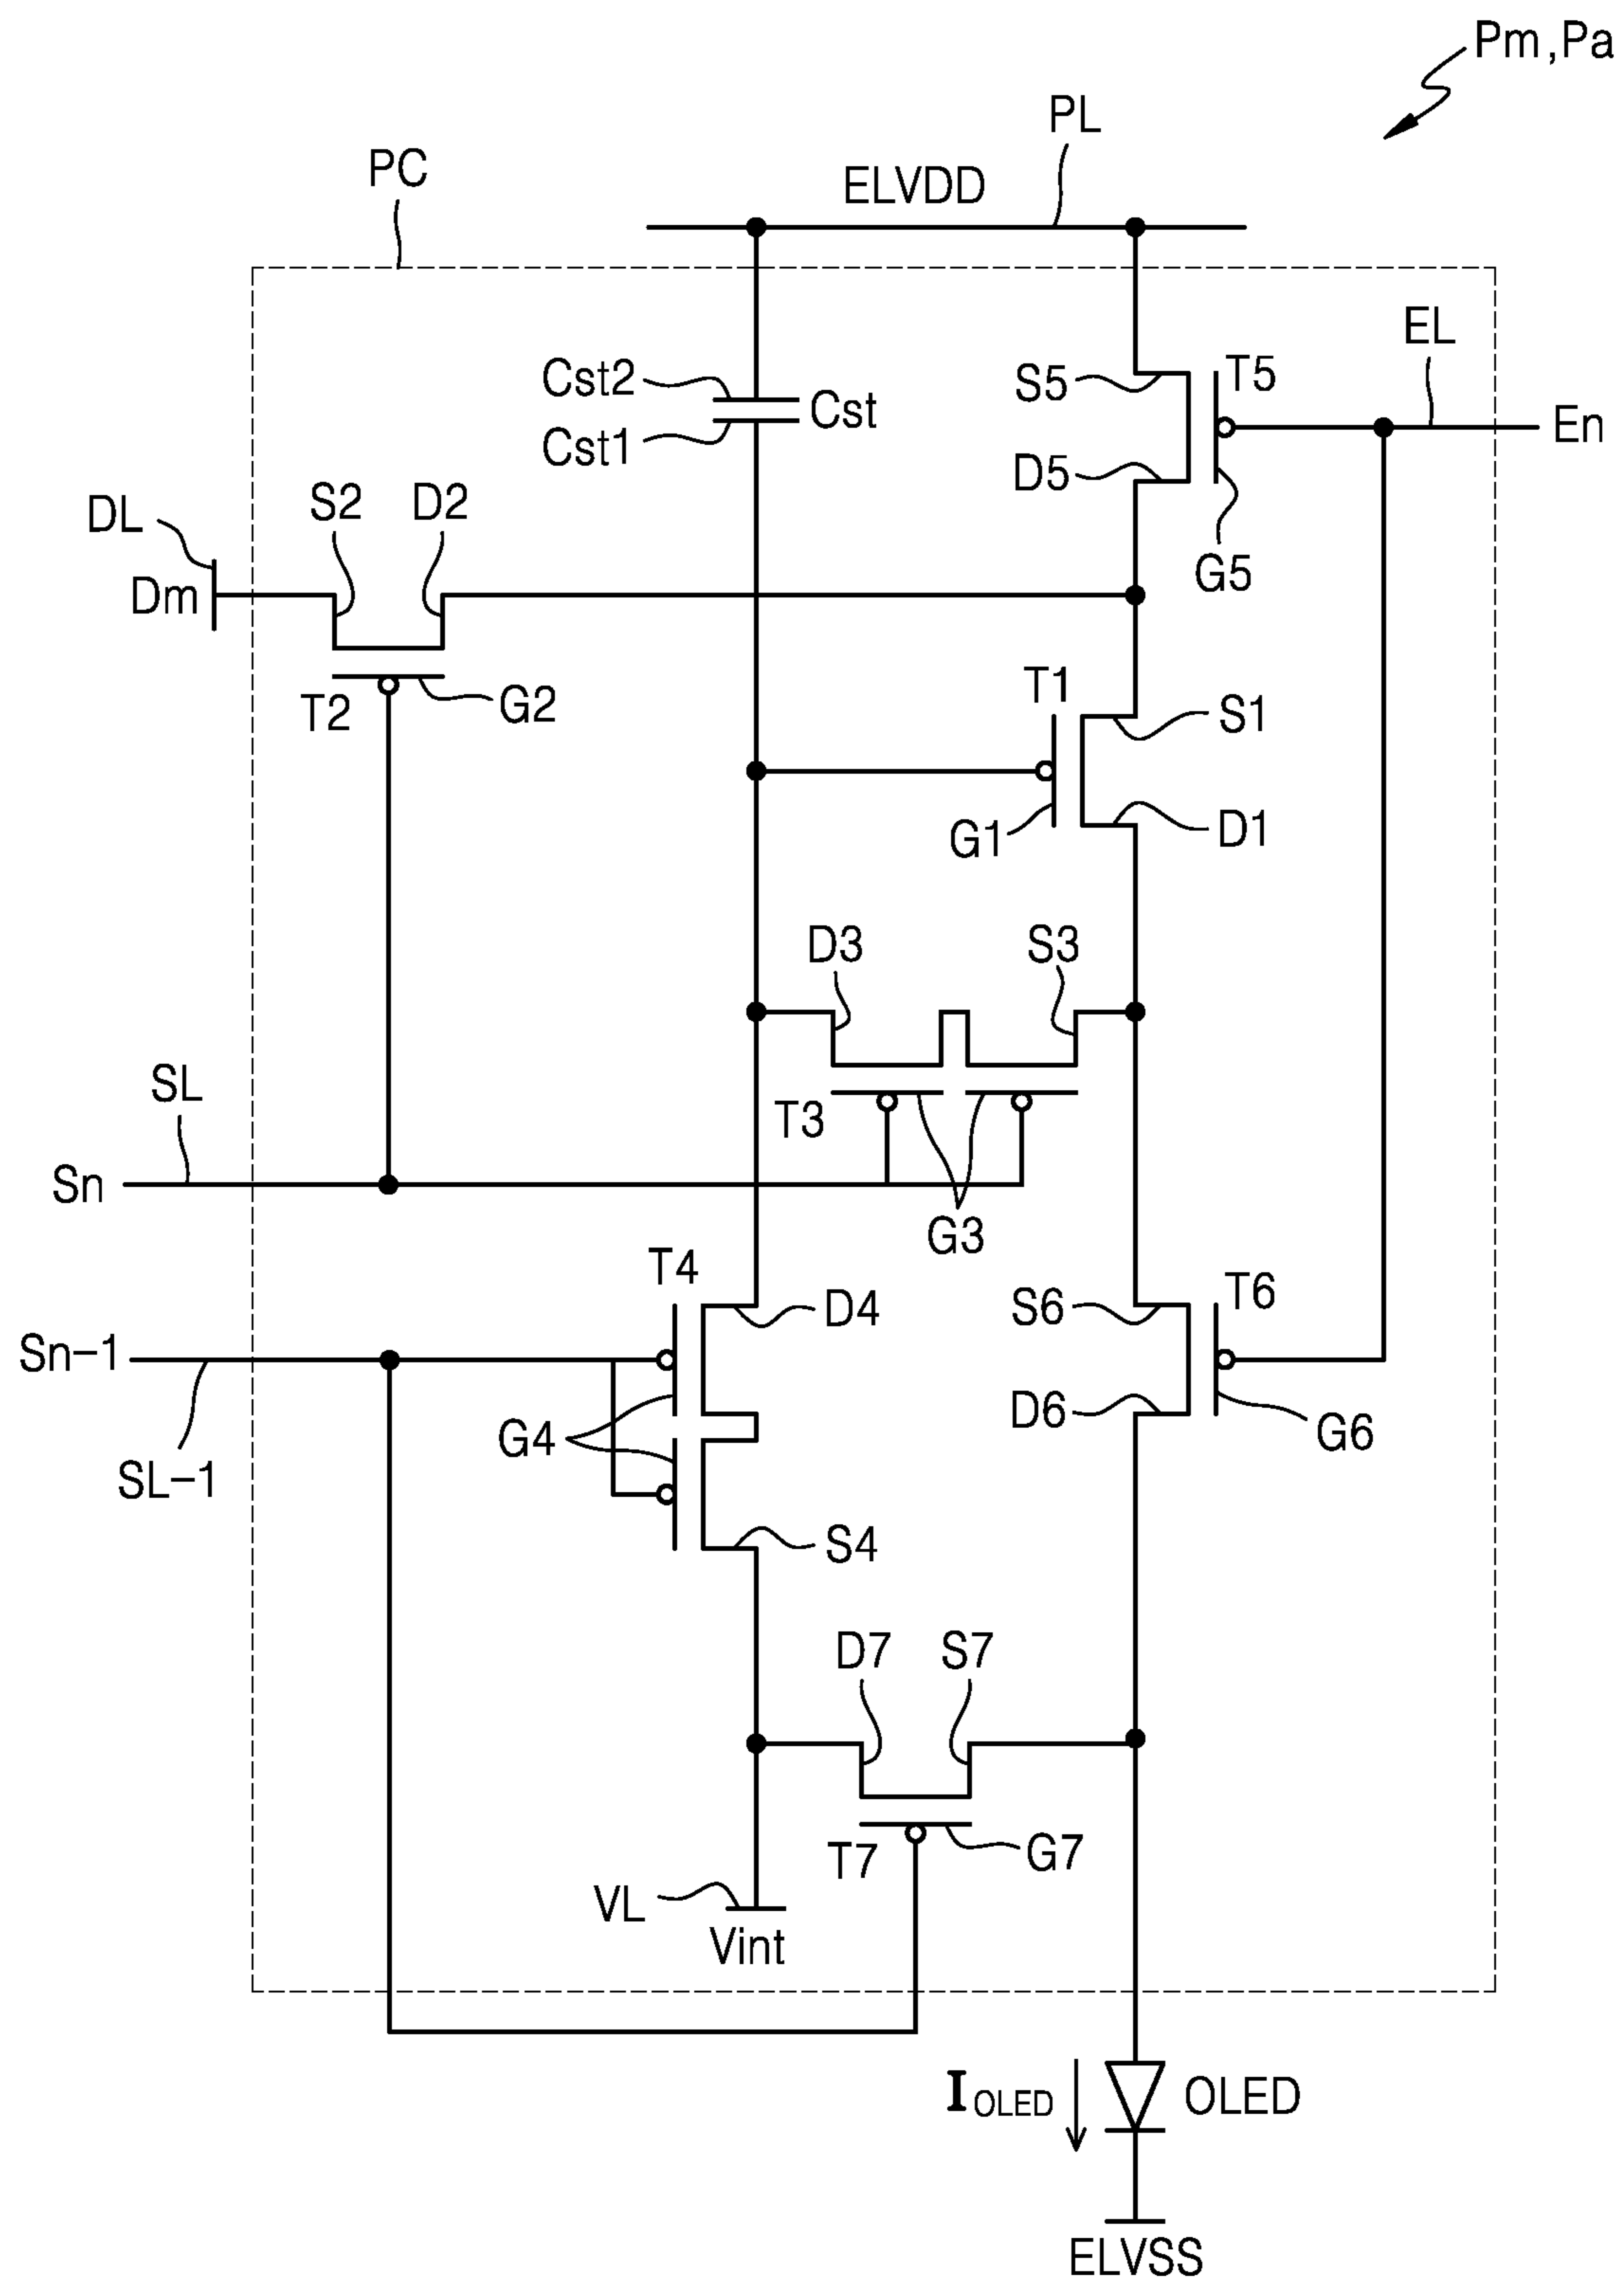 Pm,Pa
PL
PC
ELVDD
EL
Cst2
S5
T5
Cst
En
Cst1
D5
S2
D2
DL
G5
Dm
T1
T2
G2
S1
G1
D1
D3
S3
SL
T3
Sn
G3
T4
D4
S6
T6
Sn-1
D6
G4
G6
SL-1
S4
D7
S7
T7
G7
VL
Vint
IOLED
OLED
ELVSS